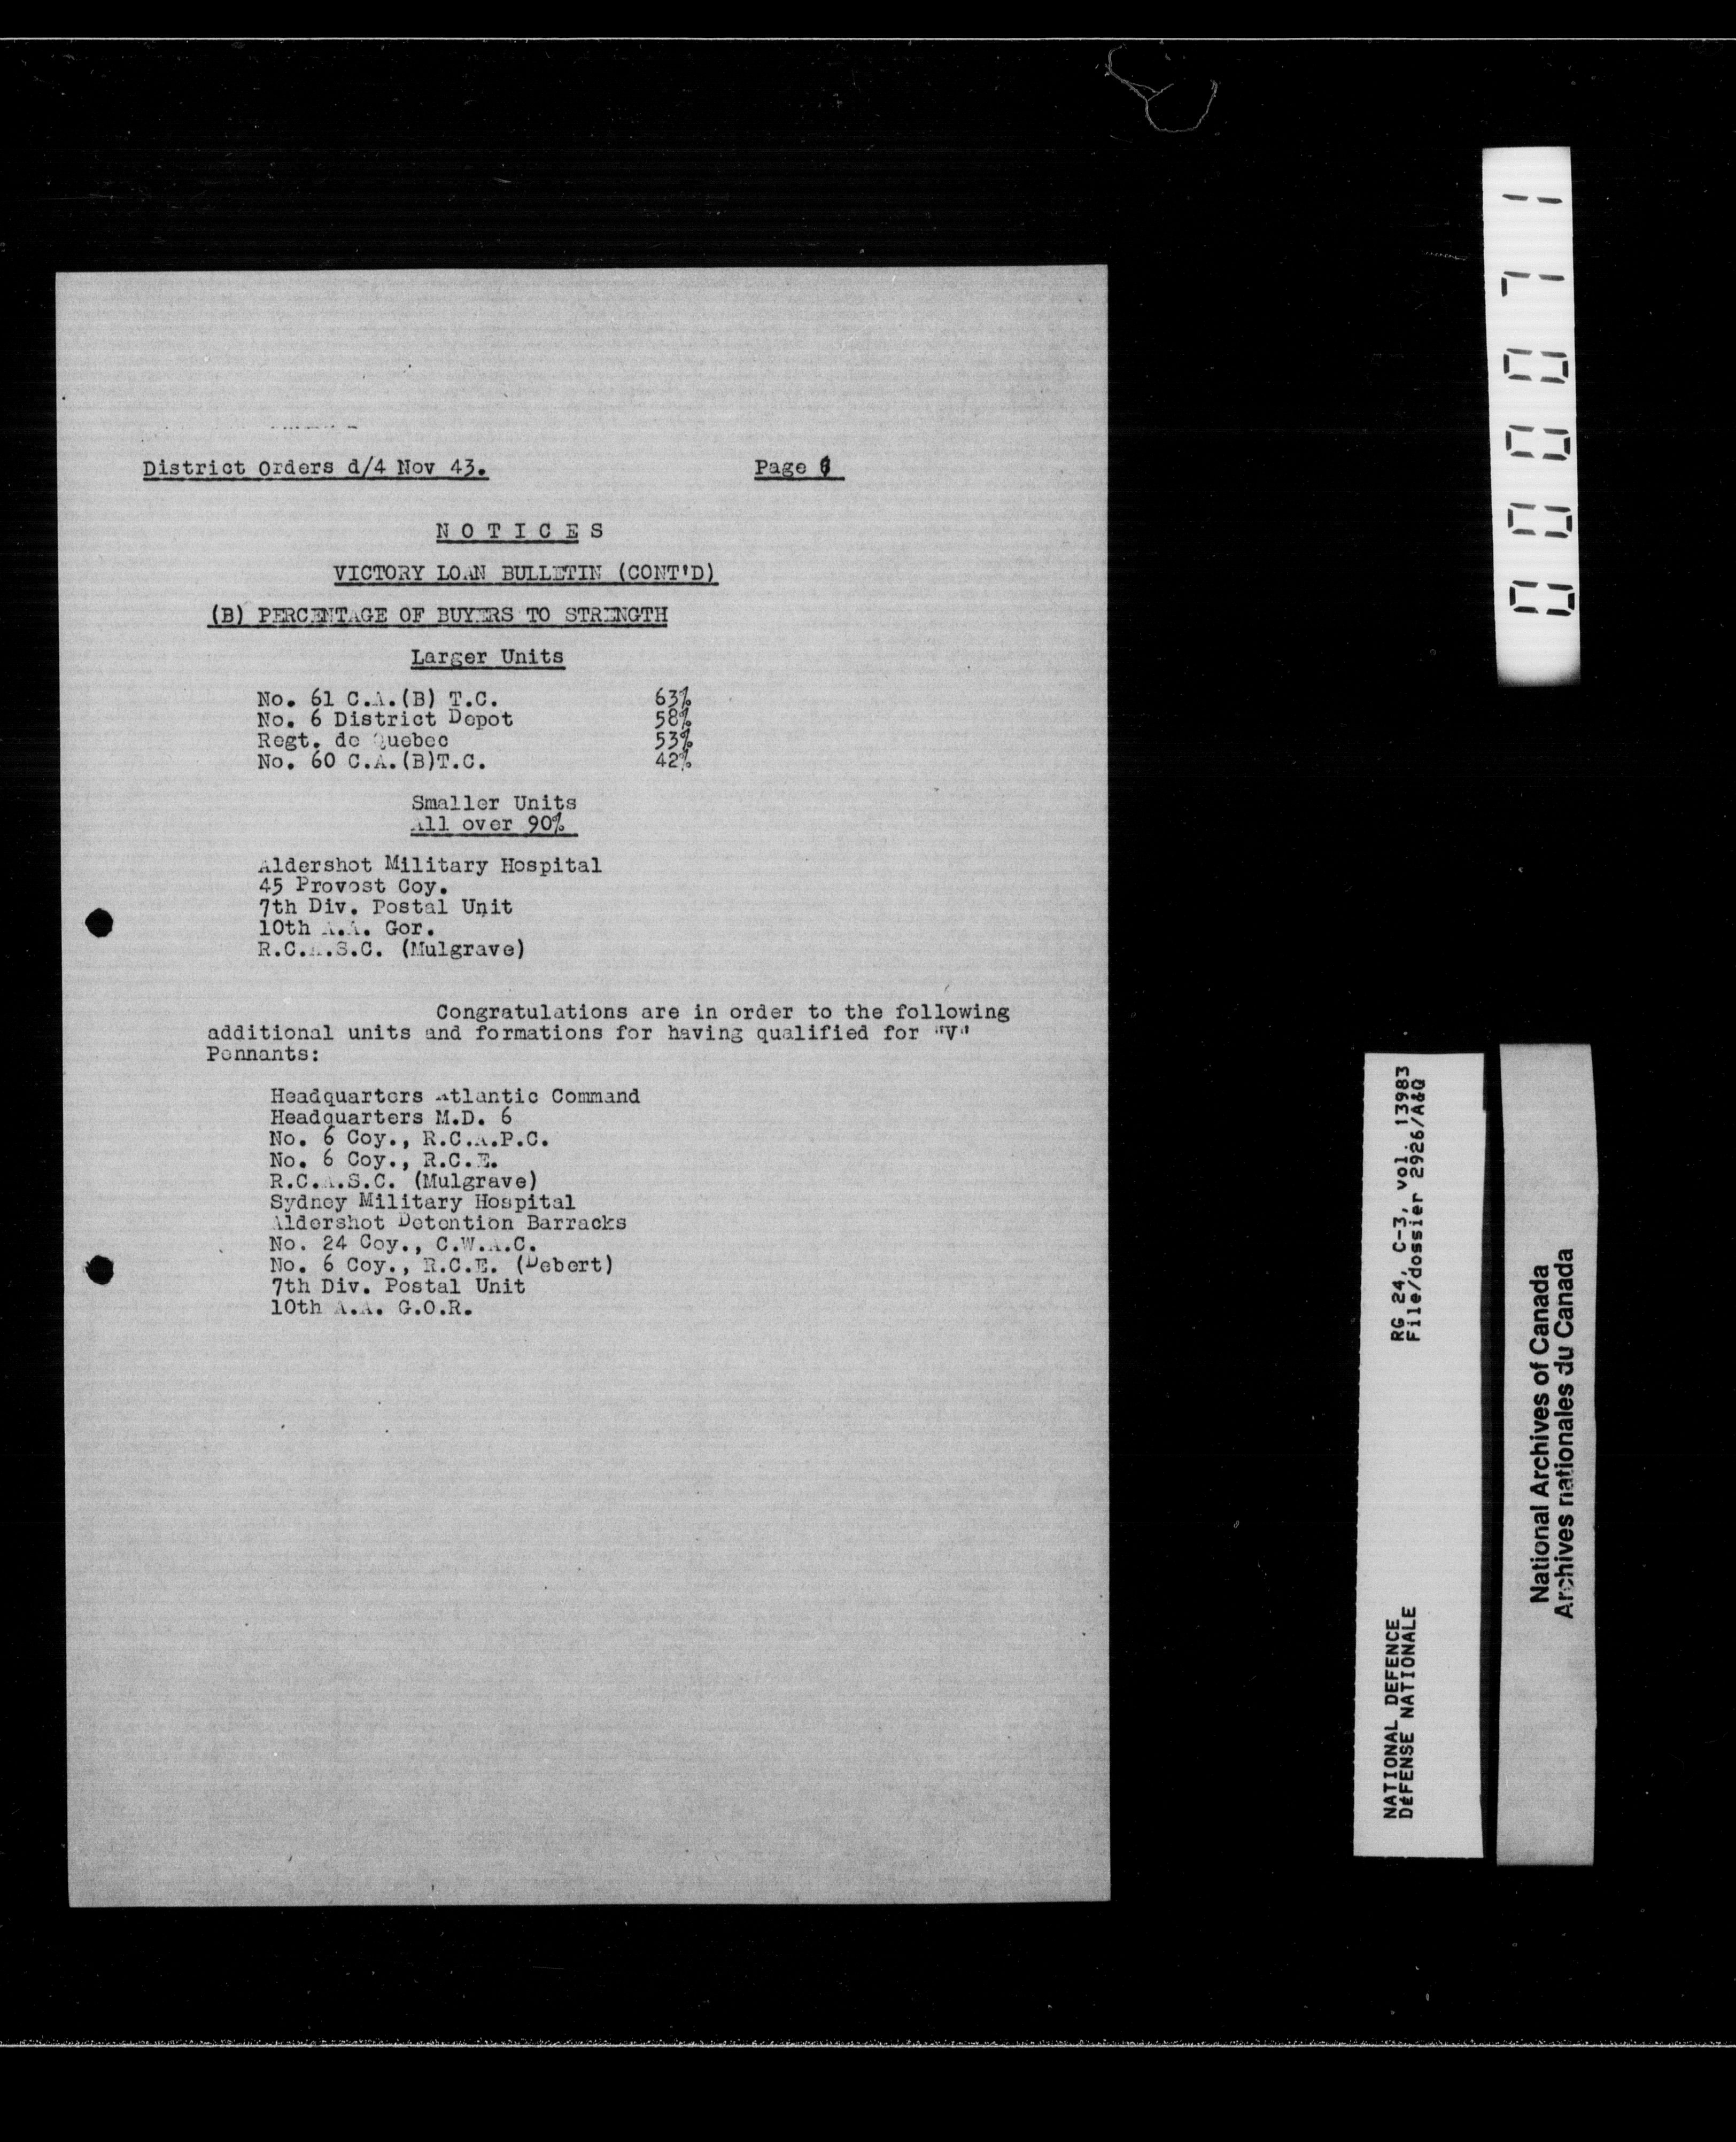 District Orders d/4 Nov 43. Page
N O T I C E S
VICTORY LOAN BULLETIN (CONT'D)
(B) PERCENTAGE OF BUYERS TO STRENGTH
Larger Units
No. 61 C.A.(B) T.C. 63%
No. 6 District Depot 58%
Regt. de Quebec 53%
No. 60 C.A.(B)T.C. 42%
Smaller Units
All over 90%
Aldershot Military Hospital
45 Provost Coy.
7th Div. Postal Unit
10th A.A. Gor.
R.C.A.S.C. (Mulgrave)
Congratulations are in order to the following
additional units and formations for having qualified for "V"
Pennants:
Headquarters Atlantic Command
Headquarters M.D. 6
No. 6 Coy., R.C.A.P.C.
No. 6 Coy., R.C.E.
R.C.A.S.C. (Mulgrave)
Sydney Military Hospital
Aldershot Detention Barracks
No. 24 Coy., C.W.A.C.
No. 6 Coy., R.C.E. (Debert)
7th Div. Postal Unit
10th A.A. G.O.R.
000071
RG 24, C-3, vol. 13983
File/dossier 2926/A&Q
NATIONAL DEFENCE
DÉFENSE NATIONALE
National Archives of Canada
Archives nationales du Canada